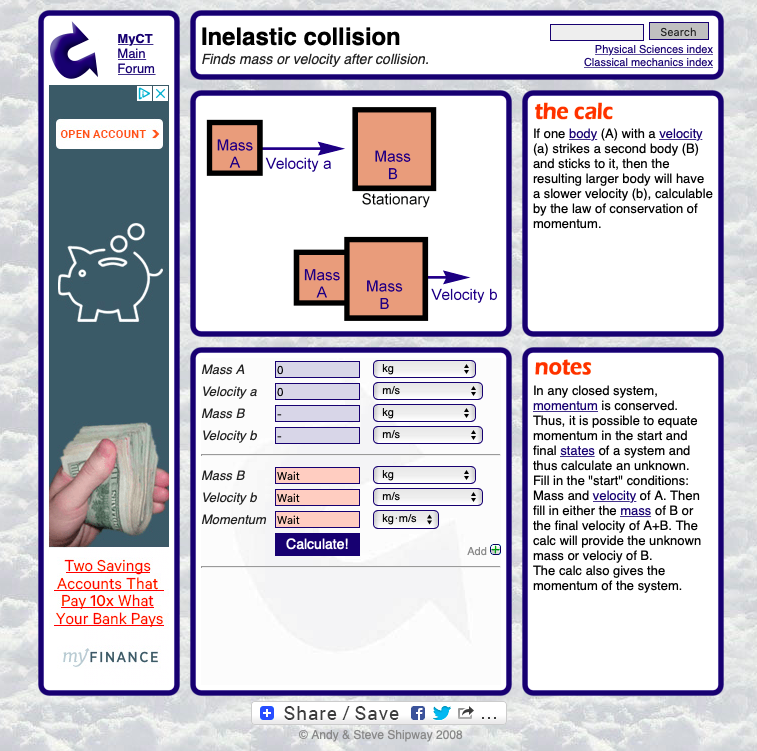 MyCT
Main
Forum
OPEN ACCOUNT
Two Savings
Accounts That
Pay 10x What
Your Bank Pays
my FINANCE
Inelastic collision
Finds mass or velocity after collision.
Search
Physical Sciences index
Classical mechanics index
Mass
A
Velocity a
Mass
B
Stationary
Mass
A
Mass
B
Velocity b
the calc
If one body (A) with a velocity
(a) strikes a second body (B)
and sticks to it, then the
resulting larger body will have
a slower velocity (b), calculable
by the law of conservation of
momentum.
Mass A 0 kg
Velocity a 0 m/s
Mass B - kg
Velocity b - m/s
Mass B Wait kg
Velocity b Wait m/s
Momentum Wait kg·m/s
Calculate!
Add
notes
In any closed system,
momentum is conserved.
Thus, it is possible to equate
momentum in the start and
final states of a system and
thus calculate an unknown.
Fill in the "start" conditions:
Mass and velocity of A. Then
fill in either the mass of B or
the final velocity of A+B. The
calc will provide the unknown
mass or velociy of B.
The calc also gives the
momentum of the system.
Share / Save ...
© Andy & Steve Shipway 2008